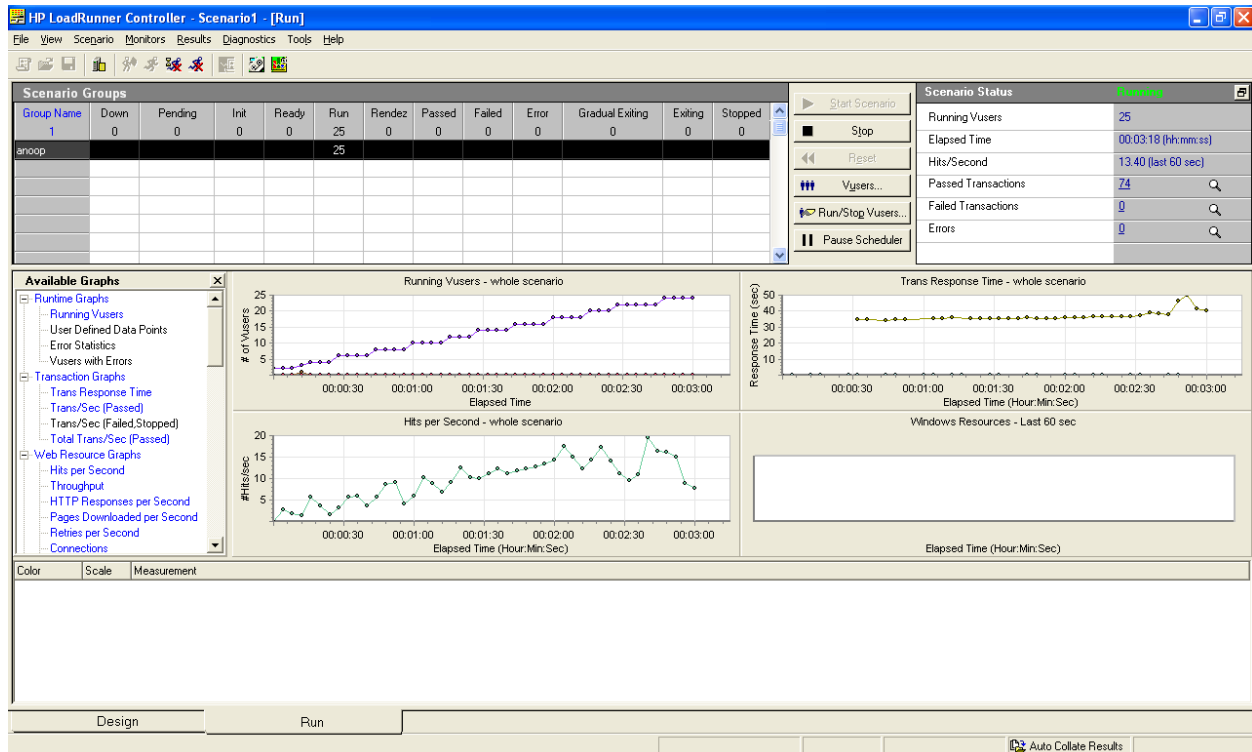 HP LoadRunner Controller - Scenario1 - [Run]
File View Scenario Monitors Results Diagnostics Tools Help
Scenario Groups
Group Name Down Pending Init Ready Run Rendez Passed Failed Error Gradual Exiting Exiting Stopped
1 0 0 0 0 25 0 0 0 0 0 0 0
anoop 25
Start Scenario
Stop
Reset
Vusers...
Run/Stop Vusers...
Pause Scheduler
Scenario Status Running
Running Vusers 25
Elapsed Time 00:03:18 (hh:mm:ss)
Hits/Second 13.40 (last 60 sec)
Passed Transactions 74
Failed Transactions 0
Errors 0
Available Graphs
Runtime Graphs
Running Vusers
User Defined Data Points
Error Statistics
Vusers with Errors
Transaction Graphs
Trans Response Time
Trans/Sec (Passed)
Trans/Sec (Failed,Stopped)
Total Trans/Sec (Passed)
Web Resource Graphs
Hits per Second
Throughput
HTTP Responses per Second
Pages Downloaded per Second
Retries per Second
Connections
Running Vusers - whole scenario
# of Vusers
25
20
15
10
5
00:00:30 00:01:00 00:01:30 00:02:00 00:02:30 00:03:00
Elapsed Time
Trans Response Time - whole scenario
Response Time (sec)
50
40
30
20
10
00:00:30 00:01:00 00:01:30 00:02:00 00:02:30 00:03:00
Elapsed Time (Hour:Min:Sec)
Hits per Second - whole scenario
#Hits/sec
20
15
10
5
00:00:30 00:01:00 00:01:30 00:02:00 00:02:30 00:03:00
Elapsed Time (Hour:Min:Sec)
Windows Resources - Last 60 sec
Elapsed Time (Hour:Min:Sec)
Color Scale Measurement
Design Run
Auto Collate Results